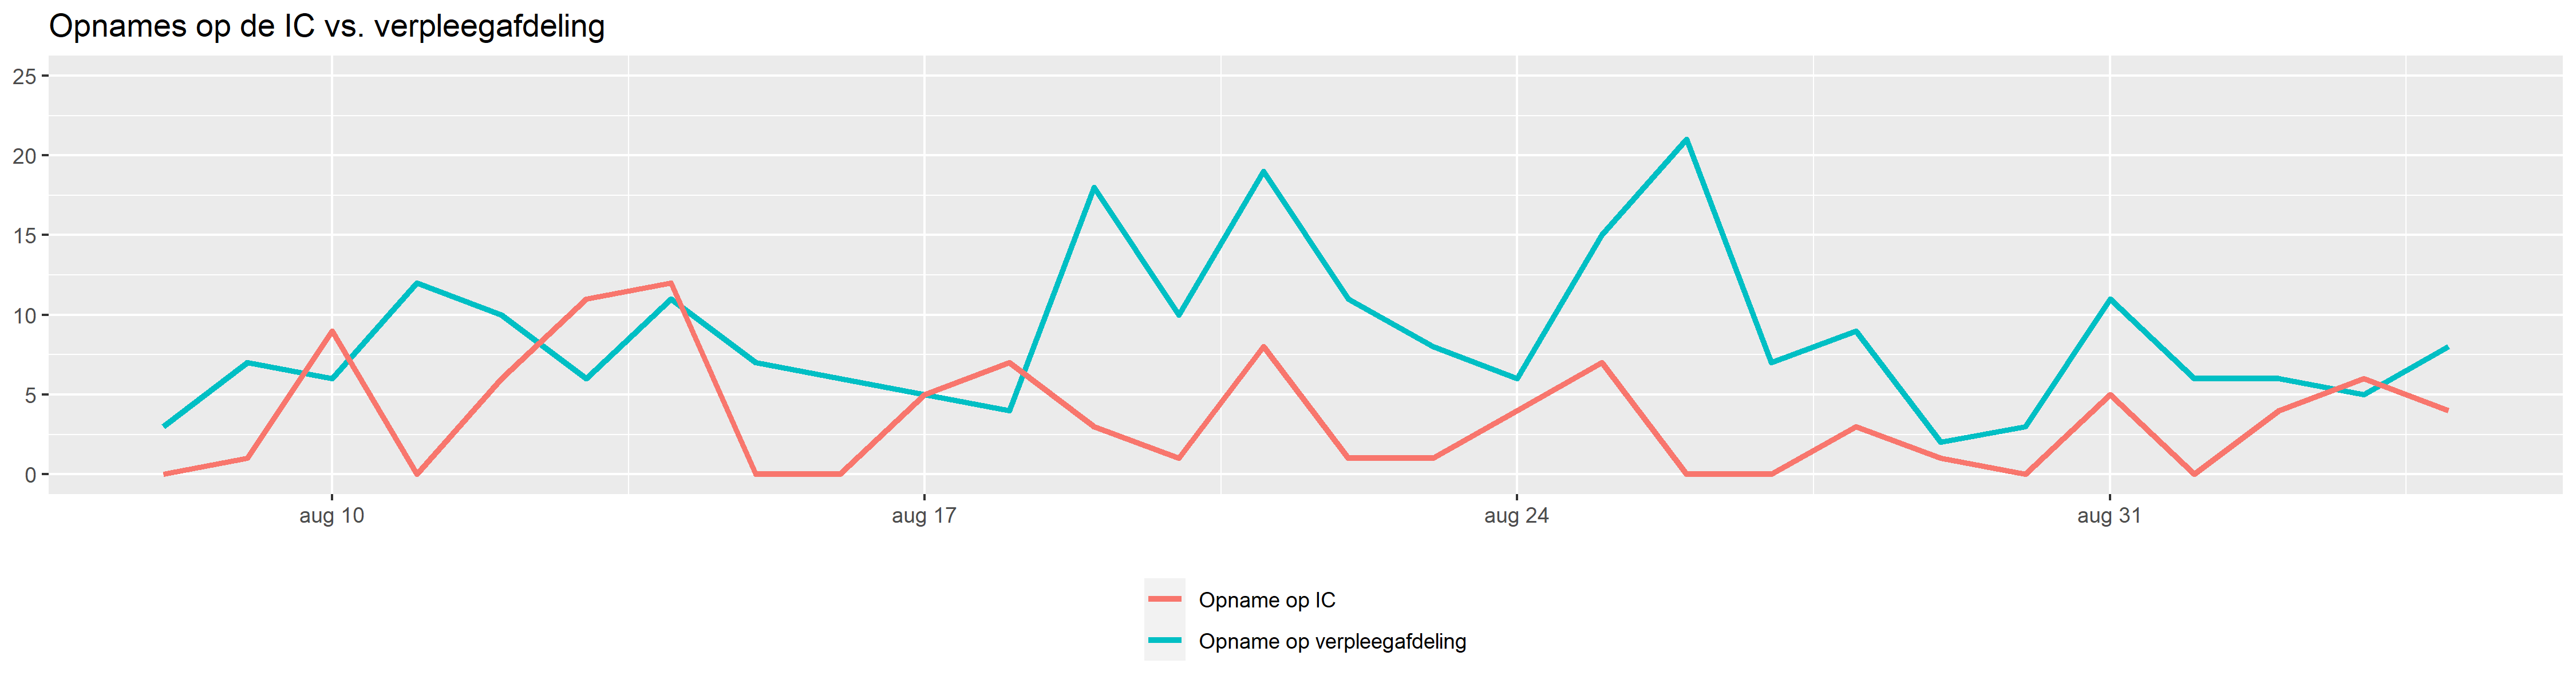 Opnames op de IC vs. verpleegafdeling
25
20
15
10
5
0
aug 10 aug 17 aug 24 aug 31
Opname op IC
Opname op verpleegafdeling